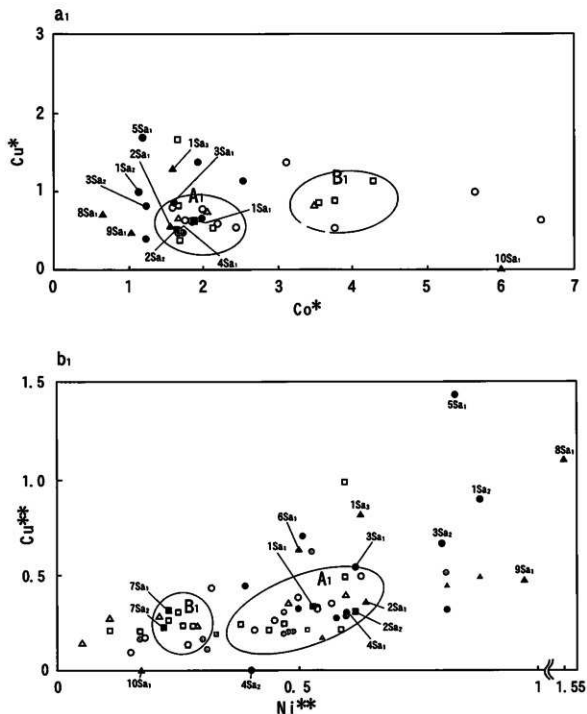 a1
3
2
1
0
Cu*
5Sa1
2Sa1
1Sa3
3Sa1
1Sa2
3Sa2
A1
B1
1Sa1
8Sa1
9Sa1
2Sa2
4Sa1
10Sa1
0 1 2 3 4 5 6 7
Co*
b1
1.5
1.0
0.5
0
Cu**
5Sa1
8Sa1
1Sa3
1Sa2
6Sa1
1Sa1
3Sa1
3Sa2
A1
9Sa1
7Sa1
B1
7Sa2
2Sa1
2Sa2
4Sa1
10Sa1
4Sa2
0 0.5 1 1.55
Ni**